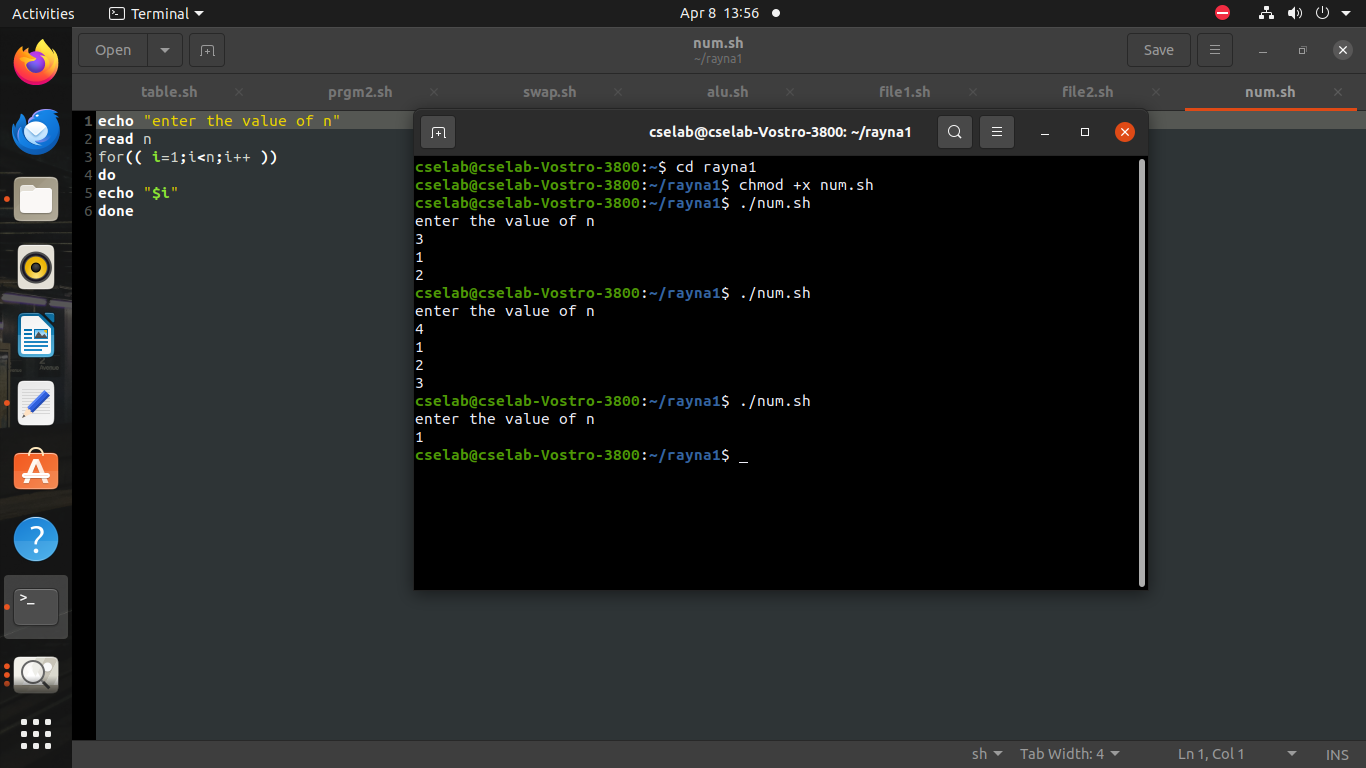 Activities Terminal Apr 8 13:56
Open num.sh Save
~/rayna1
table.sh prgm2.sh swap.sh alu.sh file1.sh file2.sh num.sh
1 echo "enter the value of n"
2 read n
3 for(( i=1;i<n;i++ ))
4 do
5 echo "$i"
6 done
cselab@cselab-Vostro-3800: ~/rayna1
cselab@cselab-Vostro-3800:~$ cd rayna1
cselab@cselab-Vostro-3800:~/rayna1$ chmod +x num.sh
cselab@cselab-Vostro-3800:~/rayna1$ ./num.sh
enter the value of n
3
1
2
cselab@cselab-Vostro-3800:~/rayna1$ ./num.sh
enter the value of n
4
1
2
3
cselab@cselab-Vostro-3800:~/rayna1$ ./num.sh
enter the value of n
1
cselab@cselab-Vostro-3800:~/rayna1$ _
sh Tab Width: 4 Ln 1, Col 1 INS